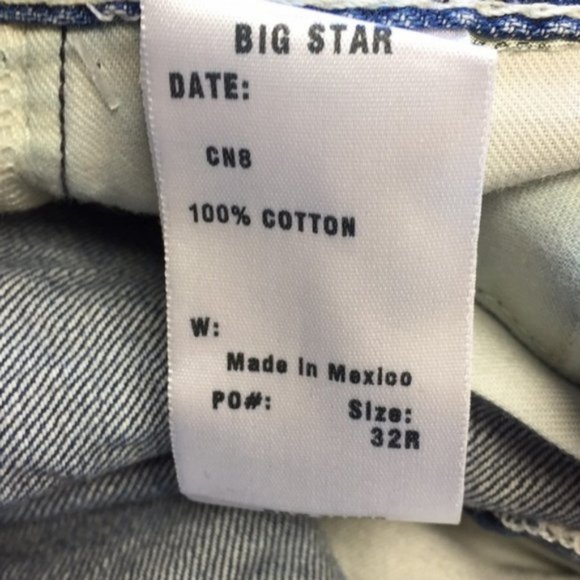 BIG STAR
DATE:
CN8
100% COTTON
W:
Made in Mexico
PO#: Size:
32R